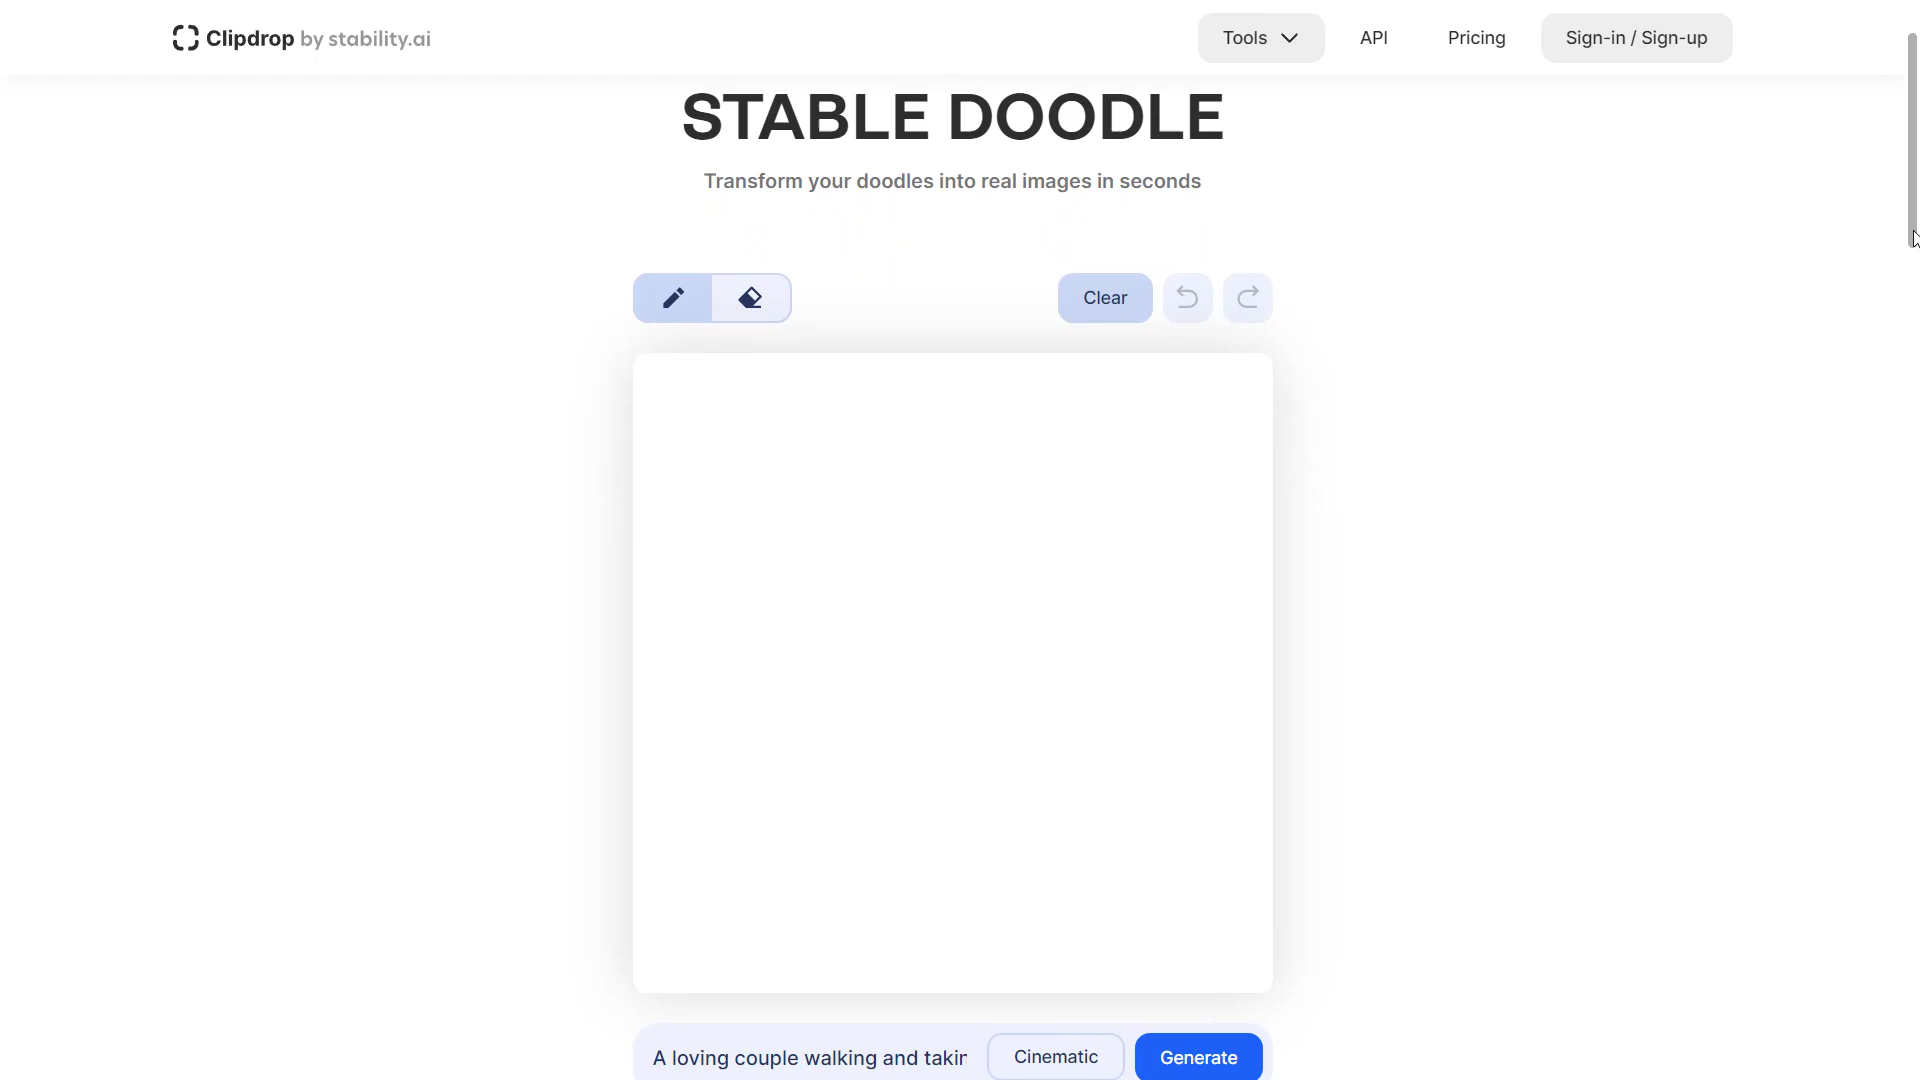 Clipdrop by stability.ai
Tools
API
Pricing
Sign-in / Sign-up
STABLE DOODLE
Transform your doodles into real images in seconds
Clear
A loving couple walking and takin
Cinematic
Generate